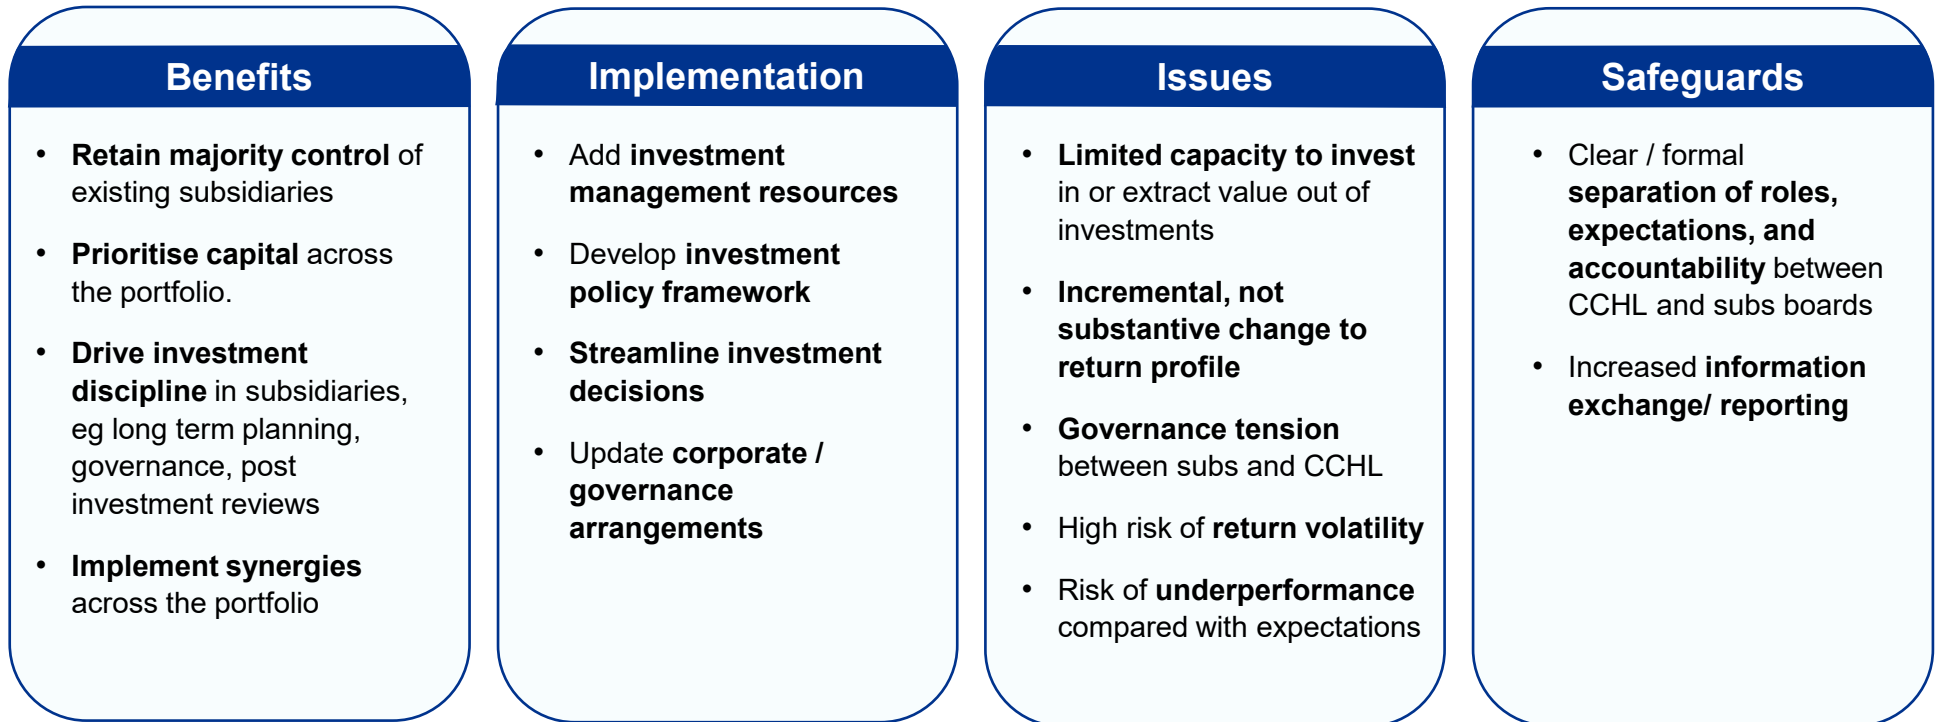 Benefits
• Retain majority control of
existing subsidiaries
• Prioritise capital across
the portfolio.
• Drive investment
discipline in subsidiaries,
eg long term planning,
governance, post
investment reviews
• Implement synergies
across the portfolio
Implementation
• Add investment
management resources
• Develop investment
policy framework
• Streamline investment
decisions
• Update corporate /
governance
arrangements
Issues
• Limited capacity to invest
in or extract value out of
investments
• Incremental, not
substantive change to
return profile
• Governance tension
between subs and CCHL
• High risk of return volatility
• Risk of underperformance
compared with expectations
Safeguards
• Clear / formal
separation of roles,
expectations, and
accountability between
CCHL and subs boards
• Increased information
exchange/ reporting